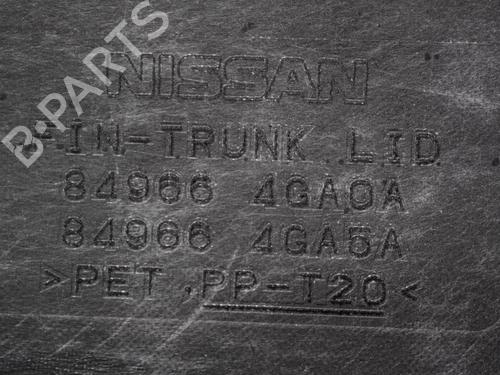 NISSAN
FIN-TRUNK LID
84966 4GA0A
84966 4GA5A
>PET,PP-T20<
B-PARTS